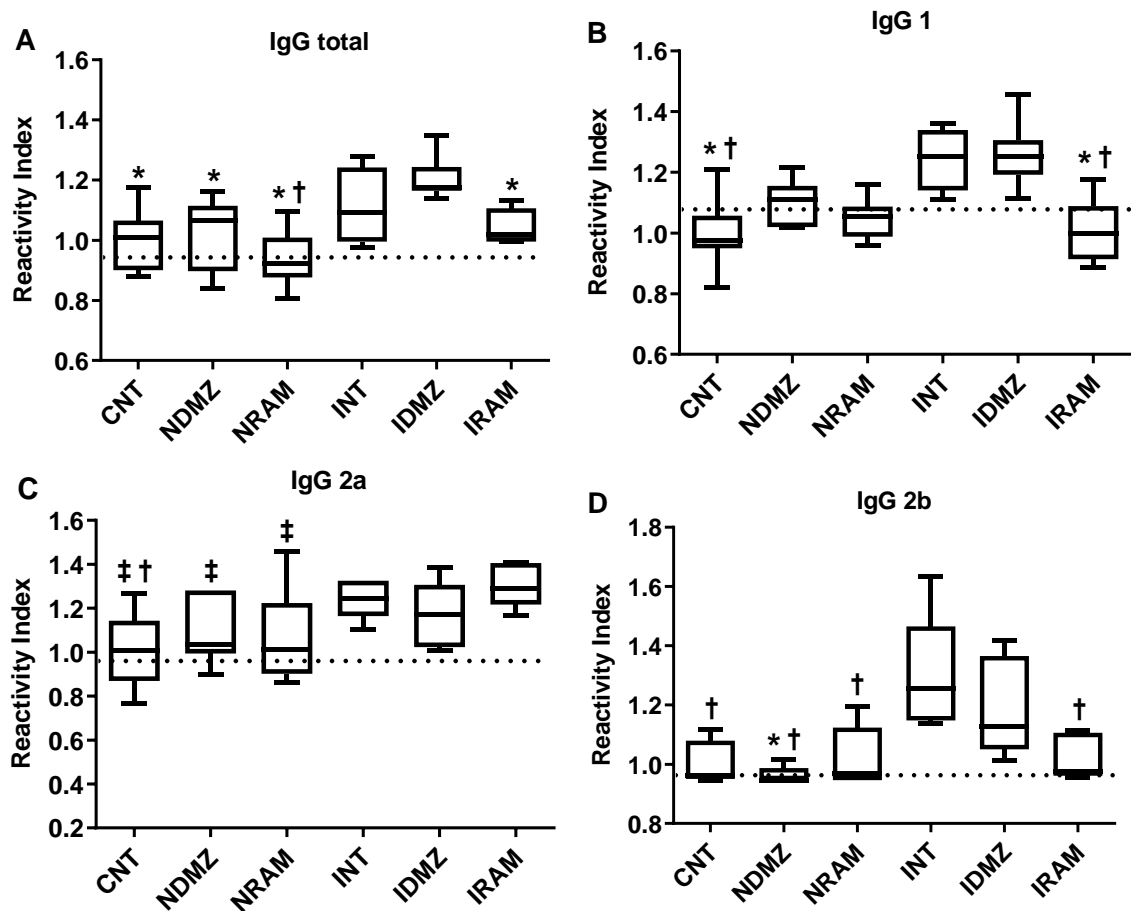 A
IgG total
Reactivity Index
1.6
1.4
1.2
1.0
0.8
0.6
*
*
* †
*
CNT
NDMZ
NRAM
INT
IDMZ
IRAM
B
IgG 1
Reactivity Index
1.6
1.4
1.2
1.0
0.8
0.6
* †
* †
CNT
NDMZ
NRAM
INT
IDMZ
IRAM
C
IgG 2a
Reactivity Index
1.6
1.4
1.2
1.0
0.8
0.6
0.4
0.2
‡ †
‡
‡
CNT
NDMZ
NRAM
INT
IDMZ
IRAM
D
IgG 2b
Reactivity Index
1.8
1.6
1.4
1.2
1.0
0.8
†
* †
†
†
CNT
NDMZ
NRAM
INT
IDMZ
IRAM